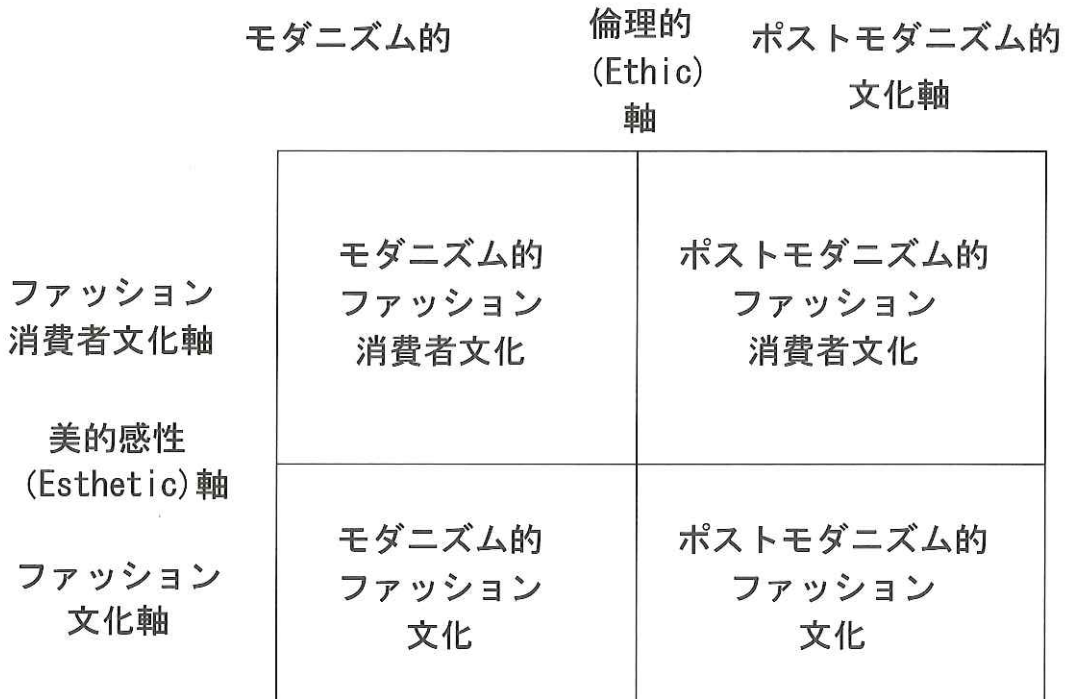 モダニズム的
倫理的
(Ethic)
軸
ポストモダニズム的
文化軸
モダニズム的
ファッション
消費者文化
ポストモダニズム的
ファッション
消費者文化
ファッション
消費者文化軸
美的感性
(Esthetic)軸
モダニズム的
ファッション
文化
ポストモダニズム的
ファッション
文化
ファッション
文化軸